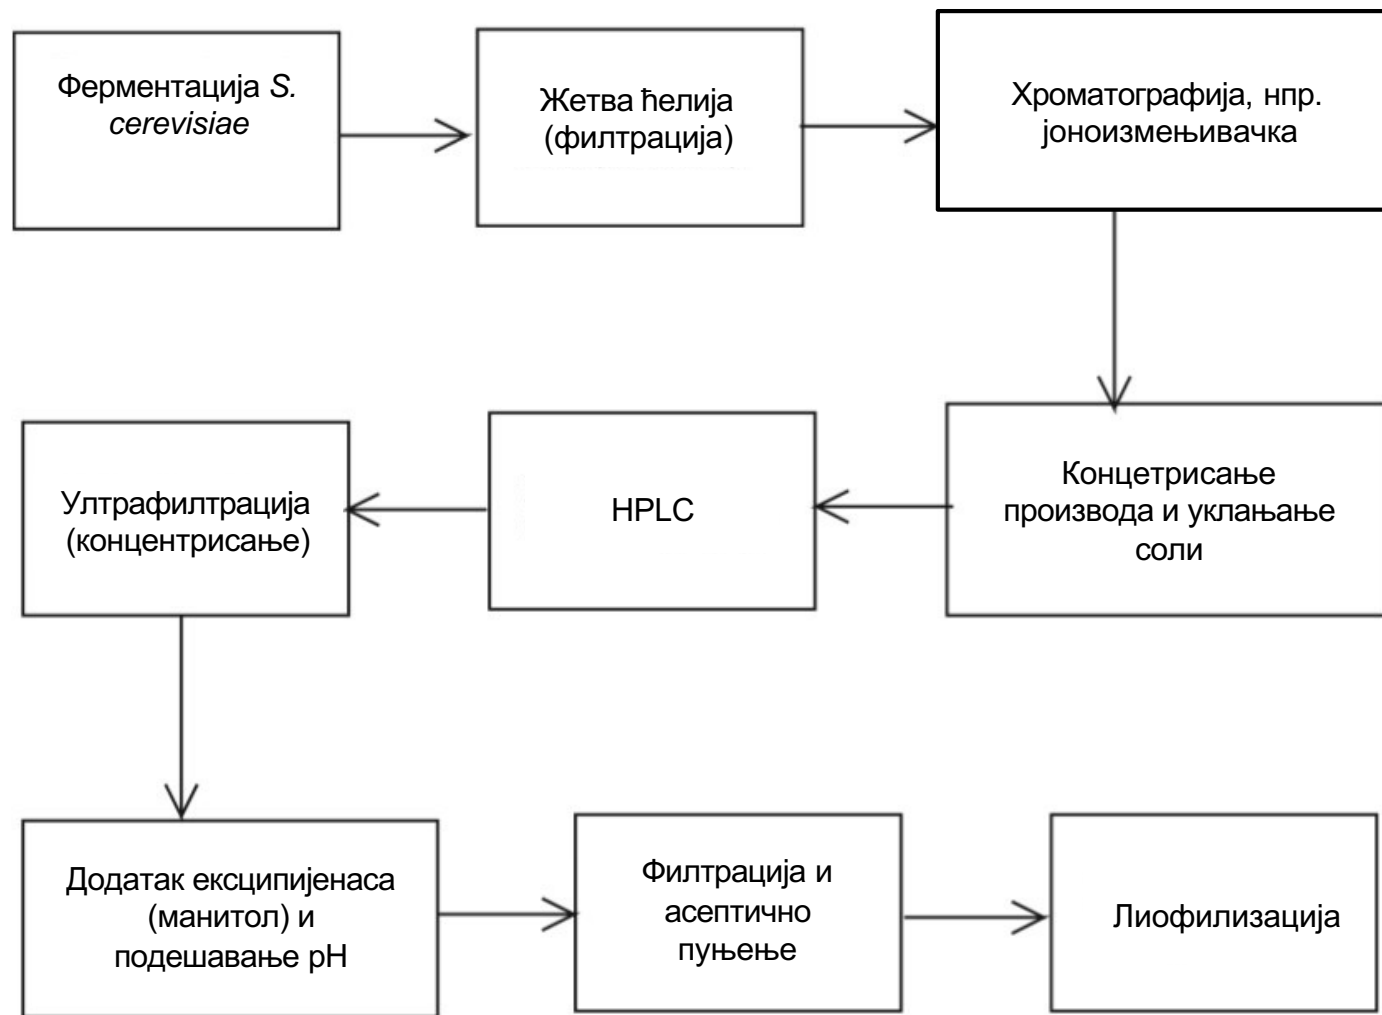 Ферментација S.
cerevisiae
Жетва ћелија
(филтрација)
Хроматографија, нпр.
јоноизмењивачка
Концетрисање
производа и уклањање
соли
HPLC
Ултрафилтрација
(концентрисање)
Додатак ексципијенаса
(манитол) и
подешавање pH
Филтрација и
асептично
пуњење
Лиофилизација